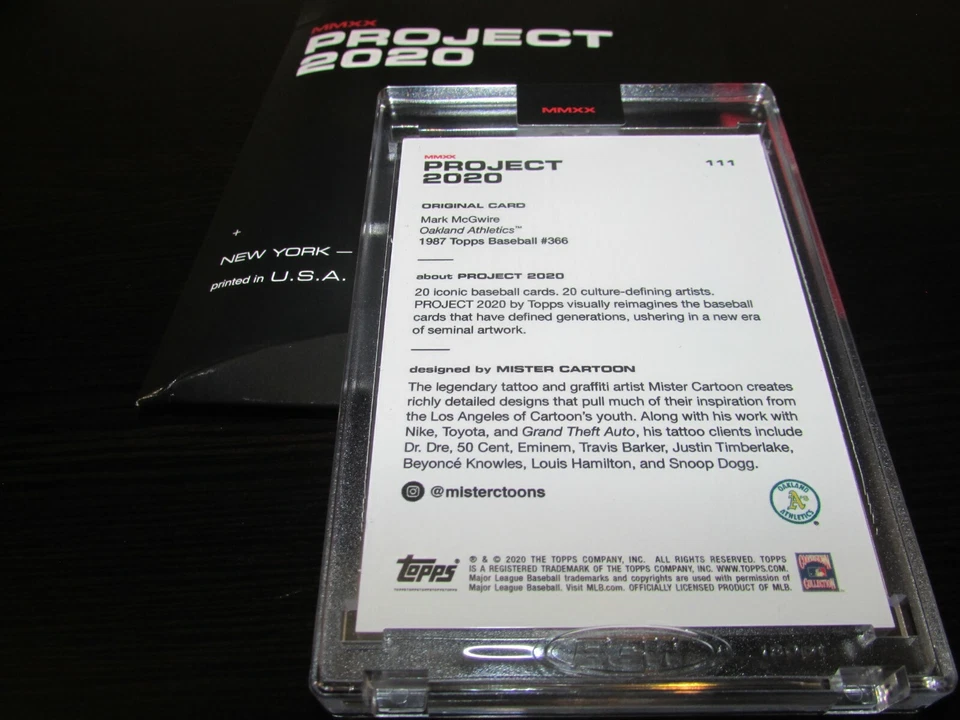 MMXX
PROJECT
2020
+
NEW YORK —
printed in U.S.A.
MMXX
MMXX
PROJECT
2020
111
ORIGINAL CARD
Mark McGwire
Oakland Athletics™
1987 Topps Baseball #366
about PROJECT 2020
20 iconic baseball cards. 20 culture-defining artists.
PROJECT 2020 by Topps visually reimagines the baseball
cards that have defined generations, ushering in a new era
of seminal artwork.
designed by MISTER CARTOON
The legendary tattoo and graffiti artist Mister Cartoon creates
richly detailed designs that pull much of their inspiration from
the Los Angeles of Cartoon's youth. Along with his work with
Nike, Toyota, and Grand Theft Auto, his tattoo clients include
Dr. Dre, 50 Cent, Eminem, Travis Barker, Justin Timberlake,
Beyoncé Knowles, Louis Hamilton, and Snoop Dogg.
@misterctoons
OAKLAND
A's
ATHLETICS
topps
® & © 2020 THE TOPPS COMPANY, INC. ALL RIGHTS RESERVED. TOPPS
IS A REGISTERED TRADEMARK OF THE TOPPS COMPANY, INC. WWW.TOPPS.COM.
Major League Baseball trademarks and copyrights are used with permission of
Major League Baseball. Visit MLB.com. OFFICIALLY LICENSED PRODUCT OF MLB.
COOPERSTOWN
COLLECTION